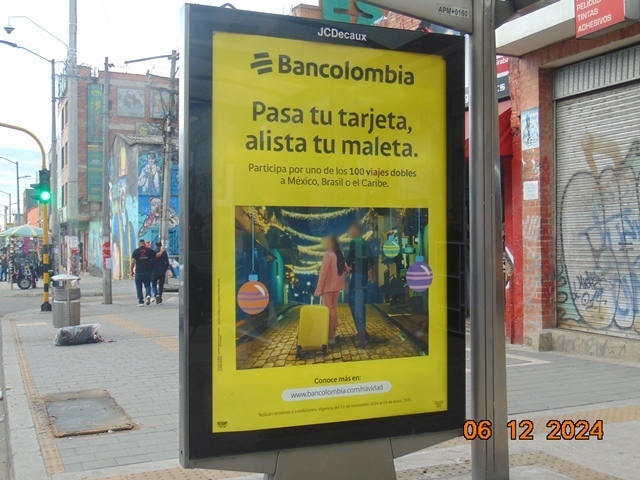 APM+0160
JCDecaux
Bancolombia
Pasa tu tarjeta,
alista tu maleta.
Participa por uno de los 100 viajes dobles
a México, Brasil o el Caribe.
Conoce más en:
www.bancolombia.com/navidad
PELICUL
TINTAS
ADHESIVOS
06 12 2024